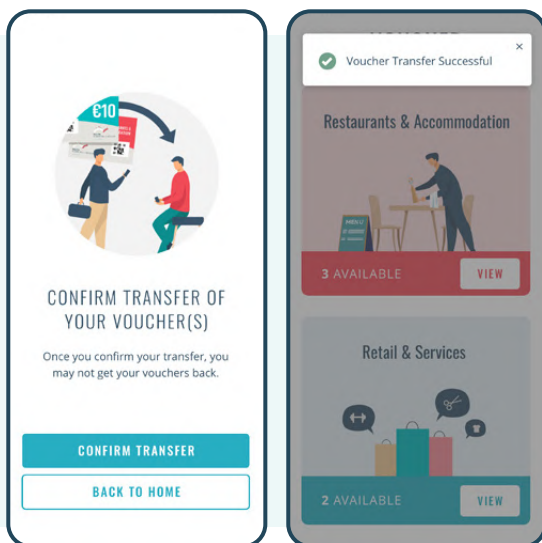 €10
CONFIRM TRANSFER OF
YOUR VOUCHER(S)
Once you confirm your transfer, you
may not get your vouchers back.
CONFIRM TRANSFER
BACK TO HOME
×
Voucher Transfer Successful
Restaurants & Accommodation
MENU
3 AVAILABLE
VIEW
Retail & Services
2 AVAILABLE
VIEW